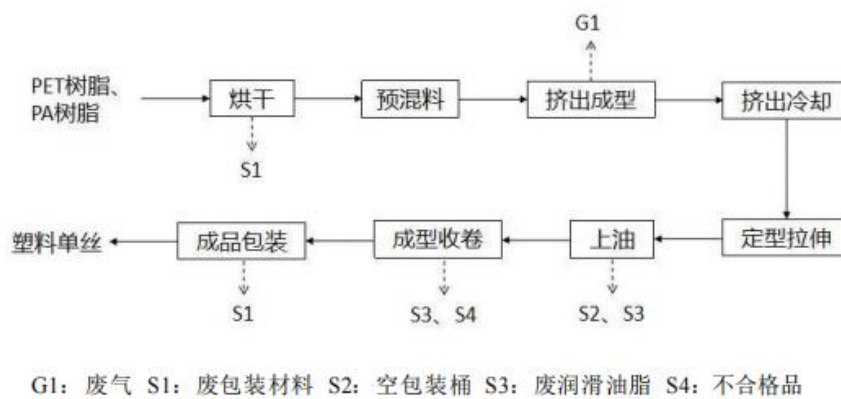 G1
PET树脂、
PA树脂
烘干
预混料
挤出成型
挤出冷却
S1
塑料单丝
成品包装
成型收卷
上油
定型拉伸
S1
S3、S4
S2、S3
G1：废气 S1：废包装材料 S2：空包装桶 S3：废润滑油脂 S4：不合格品